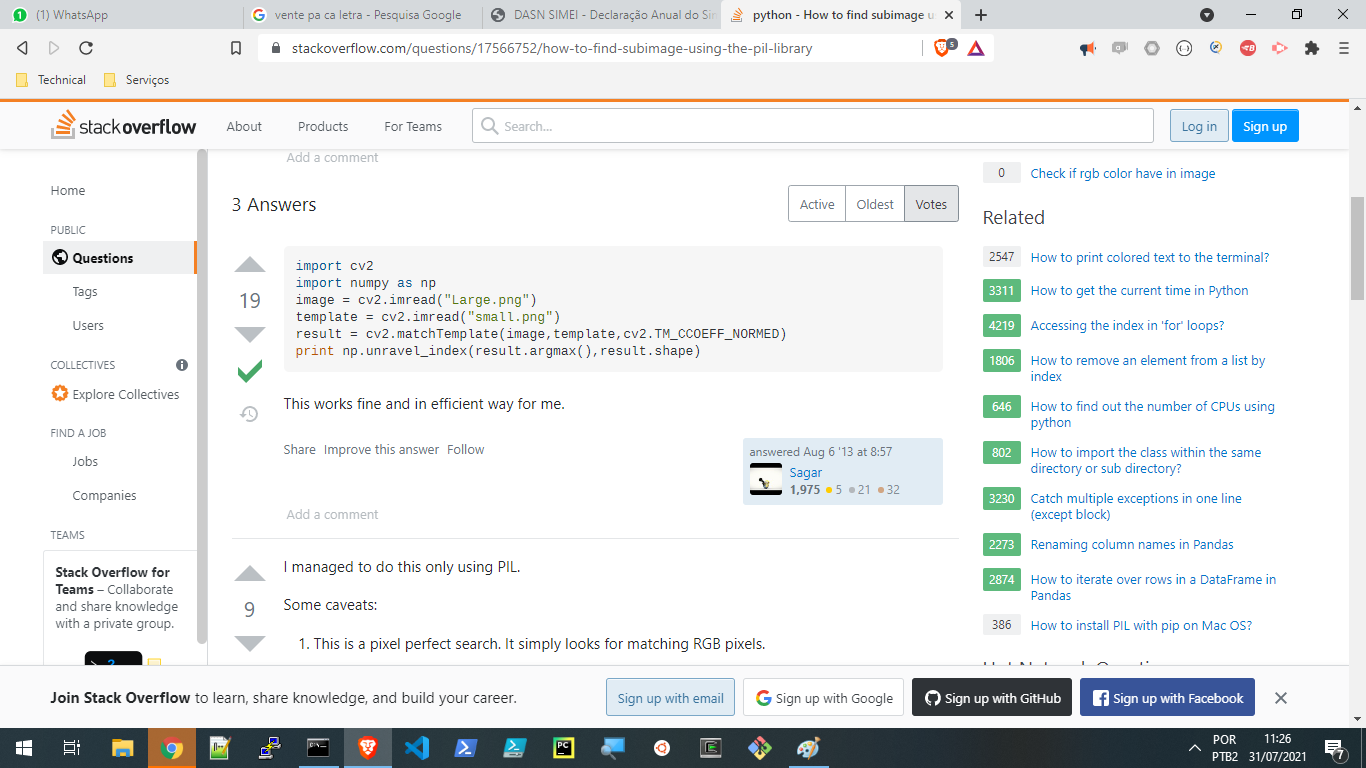 1
(1) WhatsApp
vente pa ca letra - Pesquisa Google
DASN SIMEI - Declaração Anual do Sim
python - How to find subimage u
stackoverflow.com/questions/17566752/how-to-find-subimage-using-the-pil-library
5
Technical
Serviços
stackoverflow
About
Products
For Teams
Search...
Log in
Sign up
Home
PUBLIC
Questions
Tags
Users
COLLECTIVES
Explore Collectives
FIND A JOB
Jobs
Companies
TEAMS
Stack Overflow for
Teams – Collaborate
and share knowledge
with a private group.
Add a comment
3 Answers
Active
Oldest
Votes
19
import cv2
import numpy as np
image = cv2.imread("Large.png")
template = cv2.imread("small.png")
result = cv2.matchTemplate(image,template,cv2.TM_CCOEFF_NORMED)
print np.unravel_index(result.argmax(),result.shape)
This works fine and in efficient way for me.
Share Improve this answer Follow
answered Aug 6 '13 at 8:57
Sagar
1,975 5 21 32
Add a comment
9
I managed to do this only using PIL.
Some caveats:
1. This is a pixel perfect search. It simply looks for matching RGB pixels.
0 Check if rgb color have in image
Related
2547 How to print colored text to the terminal?
3311 How to get the current time in Python
4219 Accessing the index in 'for' loops?
1806 How to remove an element from a list by
index
646 How to find out the number of CPUs using
python
802 How to import the class within the same
directory or sub directory?
3230 Catch multiple exceptions in one line
(except block)
2273 Renaming column names in Pandas
2874 How to iterate over rows in a DataFrame in
Pandas
386 How to install PIL with pip on Mac OS?
Join Stack Overflow to learn, share knowledge, and build your career.
Sign up with email
Sign up with Google
Sign up with GitHub
Sign up with Facebook
POR
PTB2
11:26
31/07/2021
7